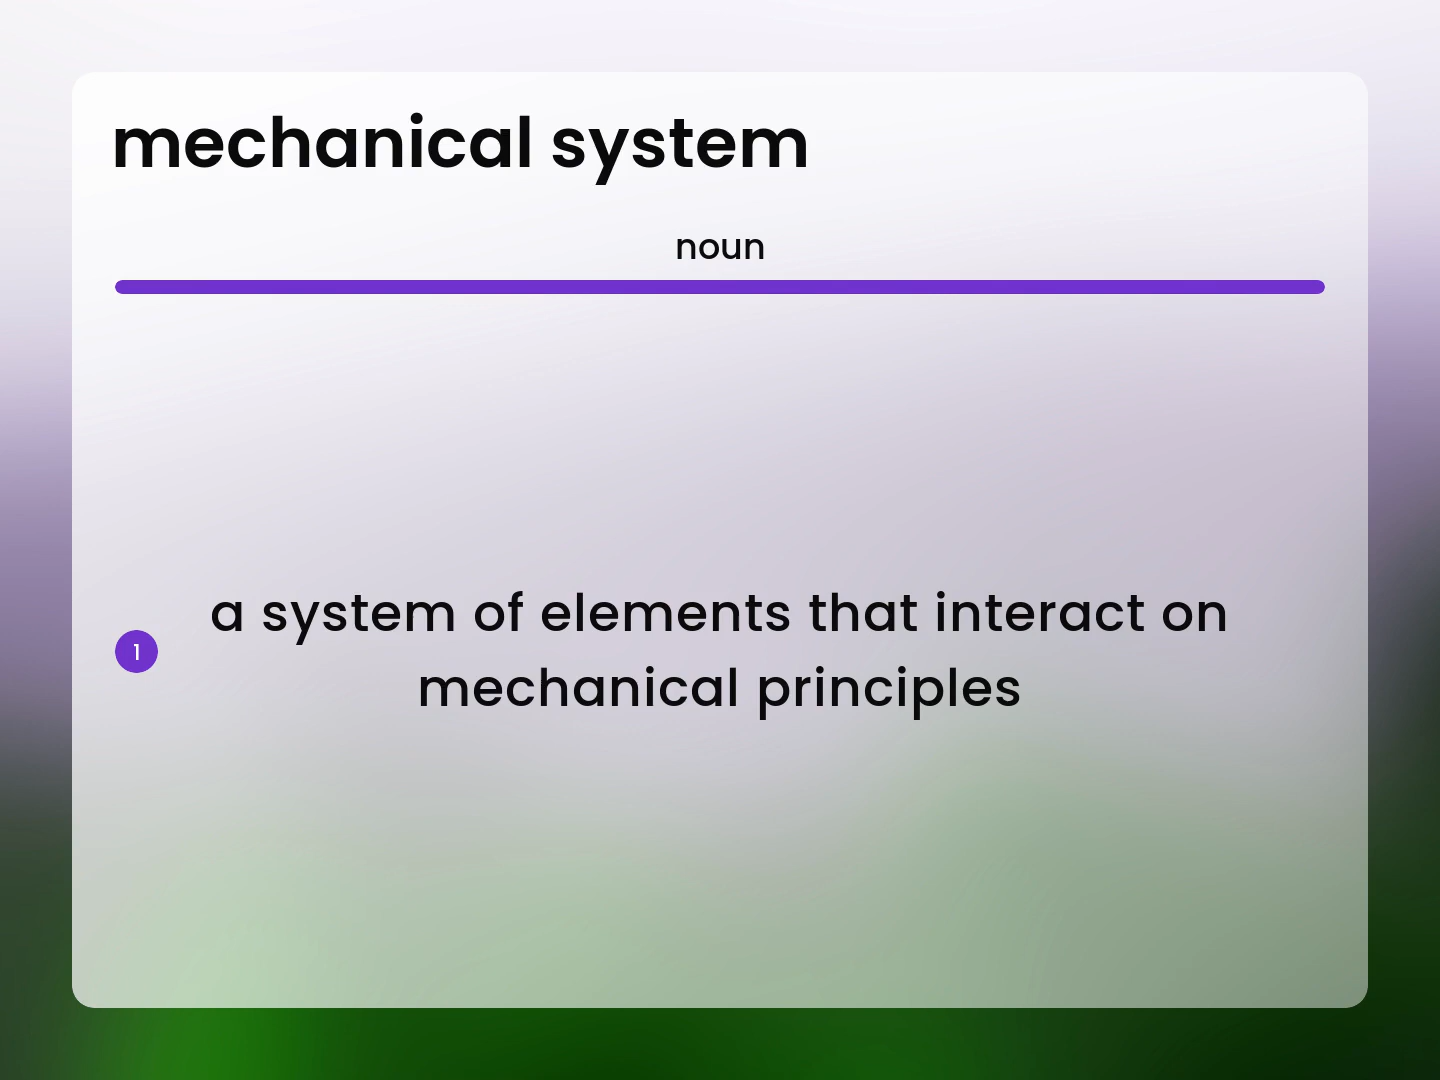 mechanical system
noun
1
a system of elements that interact on
mechanical principles